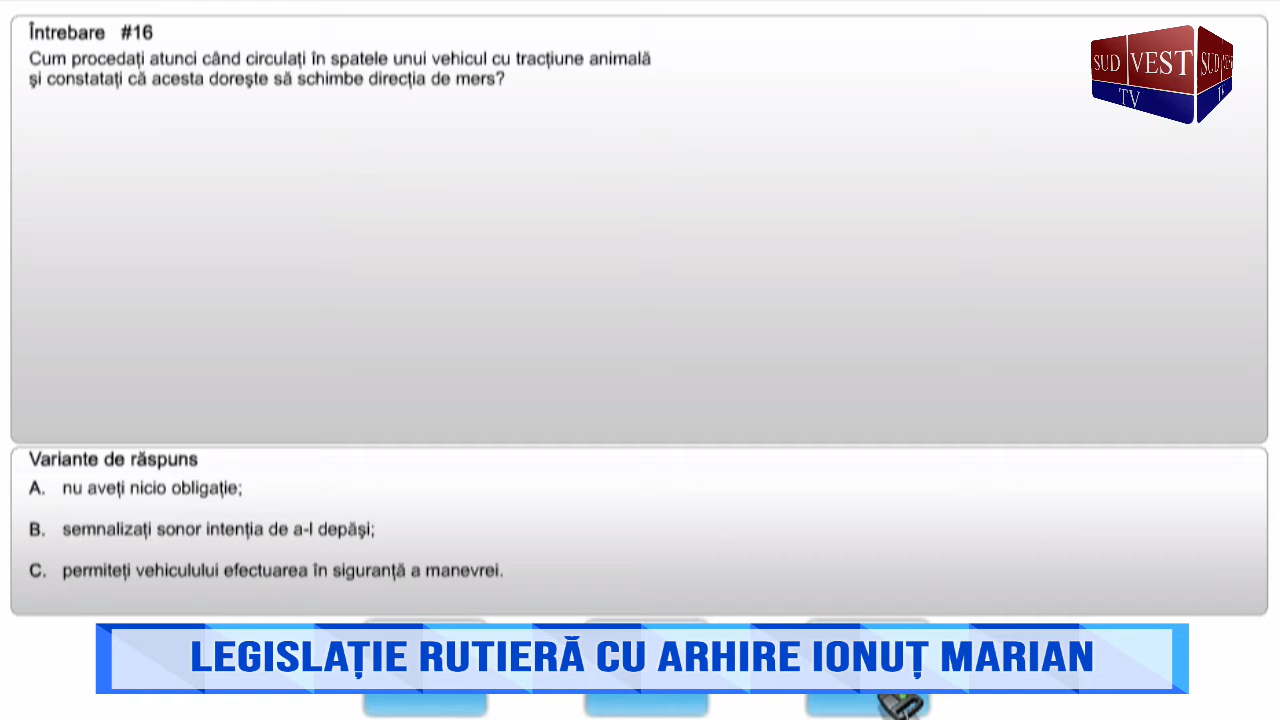 Întrebare #16
Cum procedați atunci când circulați în spatele unui vehicul cu tracțiune animală
și constatați că acesta dorește să schimbe direcția de mers?
SUD VEST SUD VEST
TV
Variante de răspuns
A. nu aveți nicio obligație;
B. semnalizați sonor intenția de a-l depăși;
C. permiteți vehiculului efectuarea în siguranță a manevrei.
LEGISLAȚIE RUTIERĂ CU ARHIRE IONUȚ MARIAN